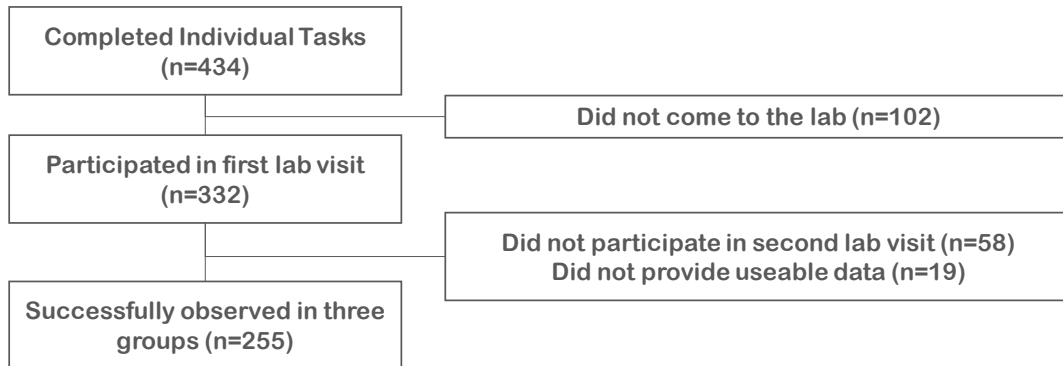 Completed Individual Tasks
(n=434)
Did not come to the lab (n=102)
Participated in first lab visit
(n=332)
Did not participate in second lab visit (n=58)
Did not provide useable data (n=19)
Successfully observed in three
groups (n=255)